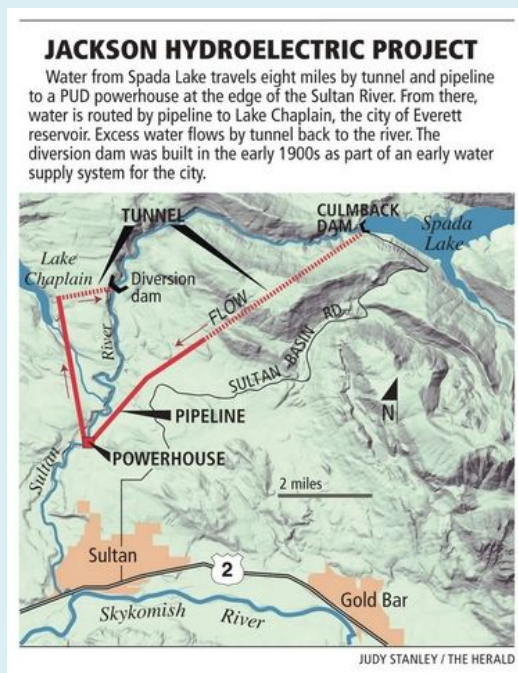 JACKSON HYDROELECTRIC PROJECT
Water from Spada Lake travels eight miles by tunnel and pipeline
to a PUD powerhouse at the edge of the Sultan River. From there,
water is routed by pipeline to Lake Chaplain, the city of Everett
reservoir. Excess water flows by tunnel back to the river. The
diversion dam was built in the early 1900s as part of an early water
supply system for the city.
TUNNEL
CULMBACK
DAM
Spada
Lake
Lake
Chaplain
Diversion
dam
River
FLOW
SULTAN BASIN RD.
N
PIPELINE
POWERHOUSE
Sultan
2 miles
Sultan
2
Gold Bar
Skykomish River
JUDY STANLEY / THE HERALD